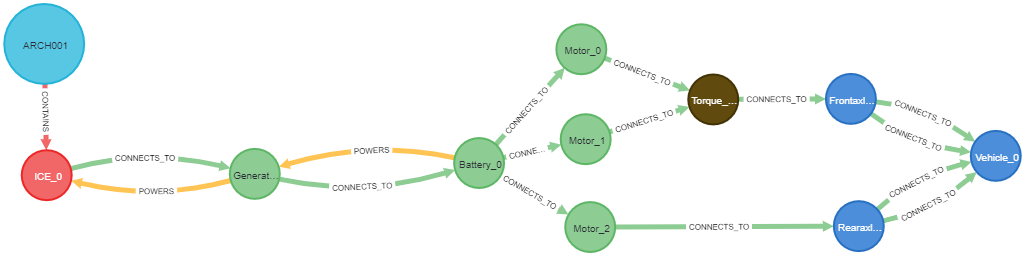 ARCH001
CONTAINS
ICE_0
CONNECTS_TO
POWERS
Generat...
POWERS
CONNECTS_TO
Battery_0
CONNECTS_TO
CONNE...
CONNECTS_TO
Motor_0
Motor_1
Motor_2
CONNECTS_TO
CONNECTS_TO
CONNECTS_TO
Torque_...
CONNECTS_TO
Frontaxl...
Rearaxl...
CONNECTS_TO
CONNECTS_TO
CONNECTS_TO
CONNECTS_TO
Vehicle_0